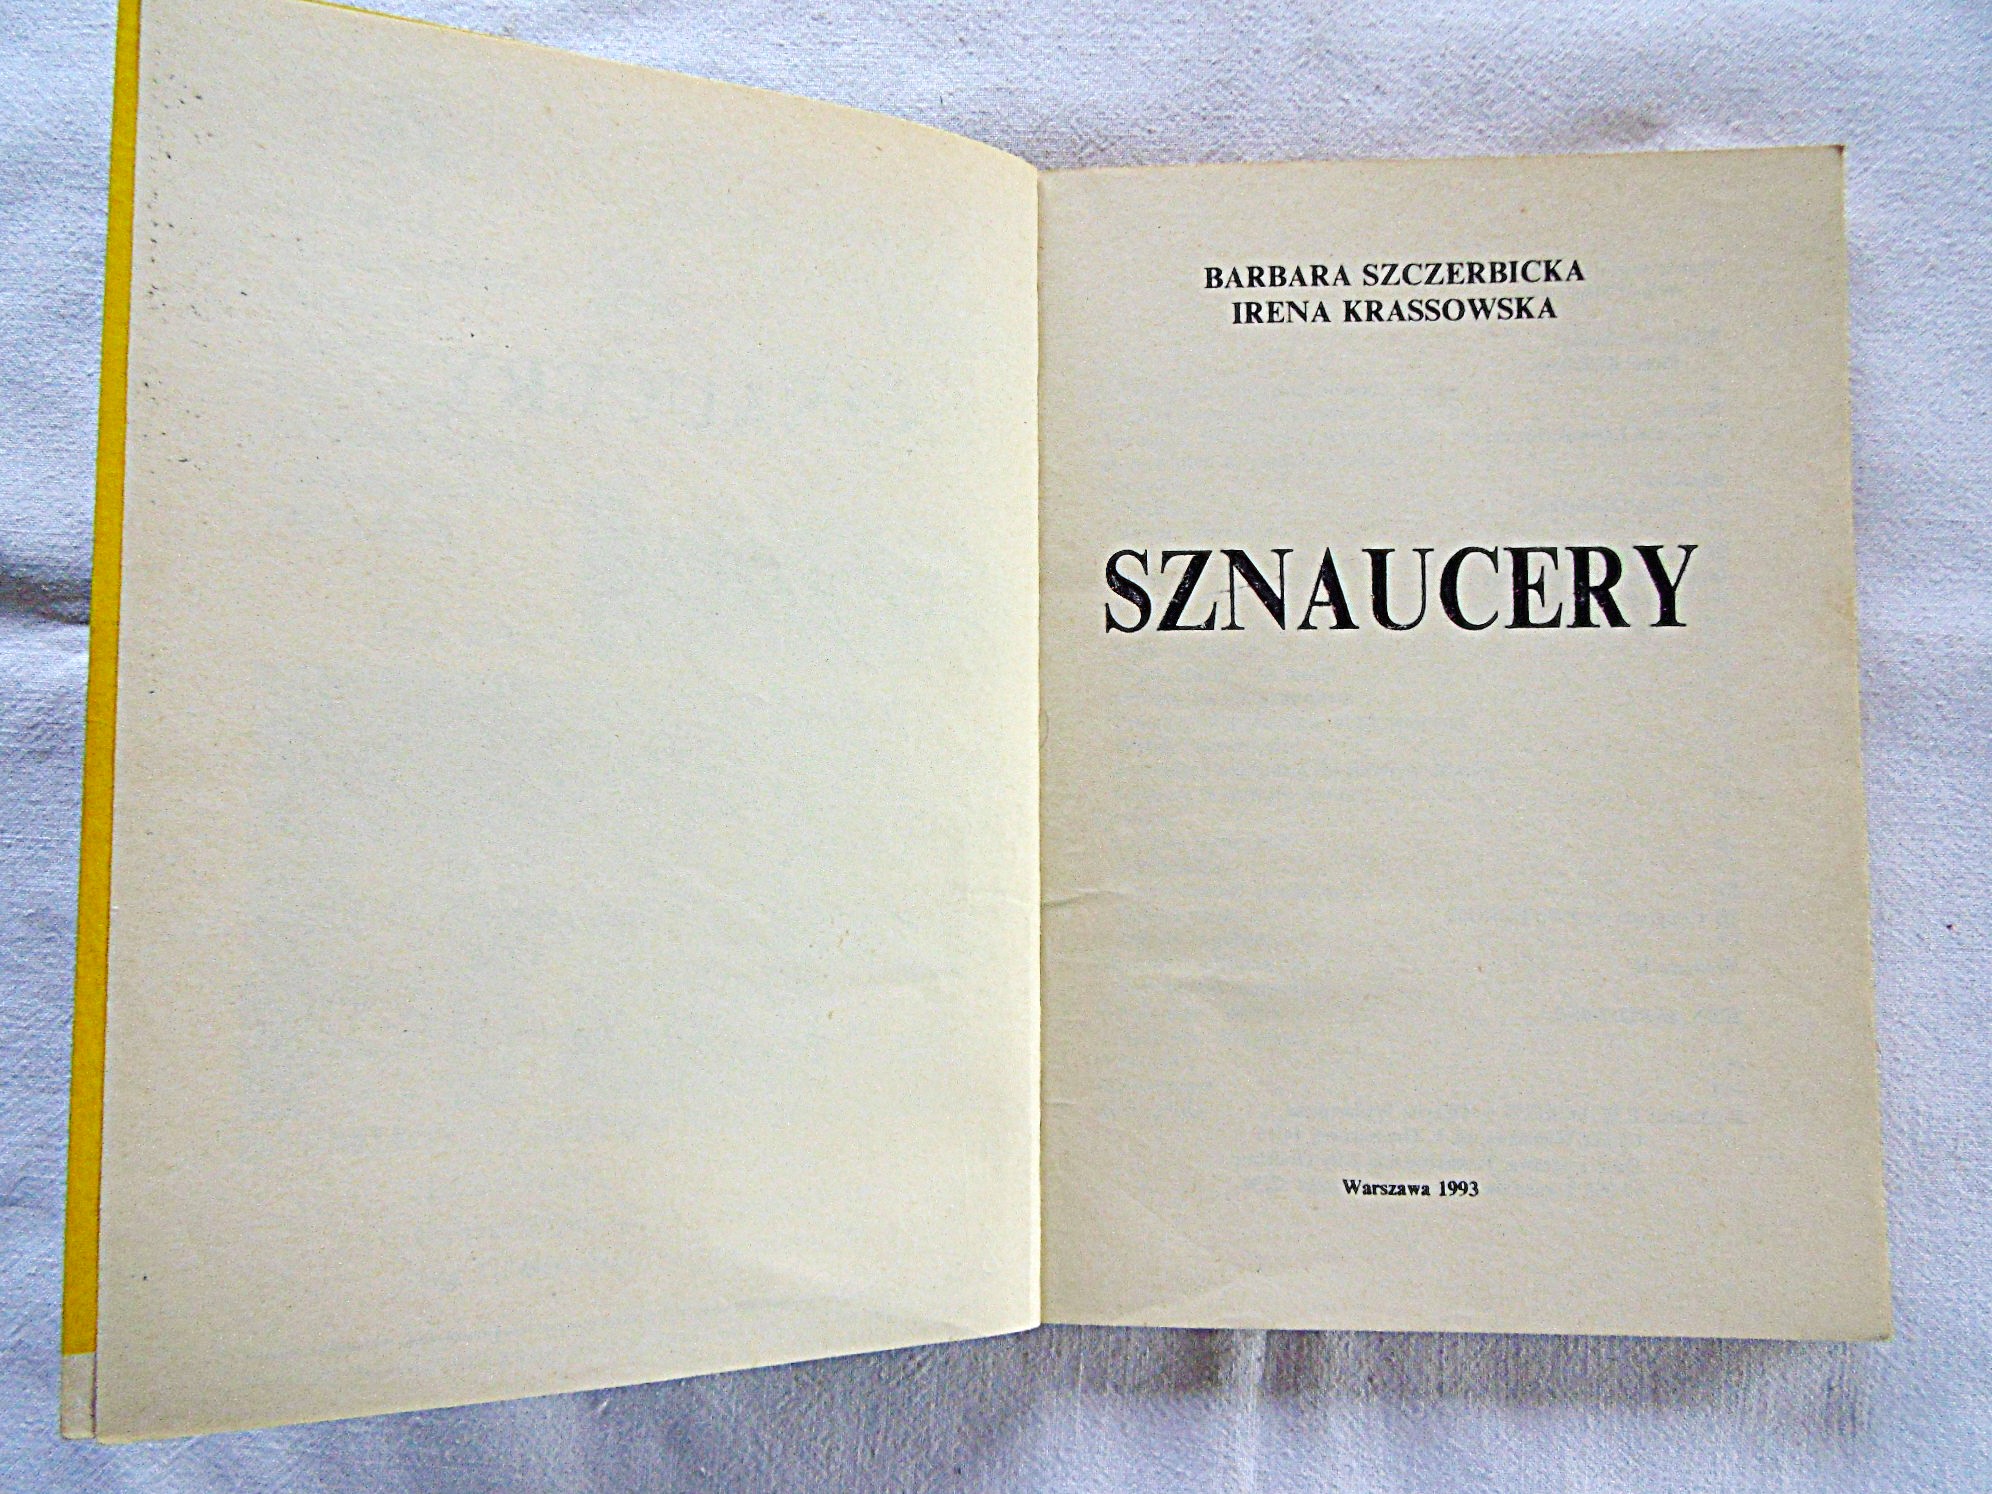 BARBARA SZCZERBICKA
IRENA KRASSOWSKA
SZNAUCERY
Warszawa 1993